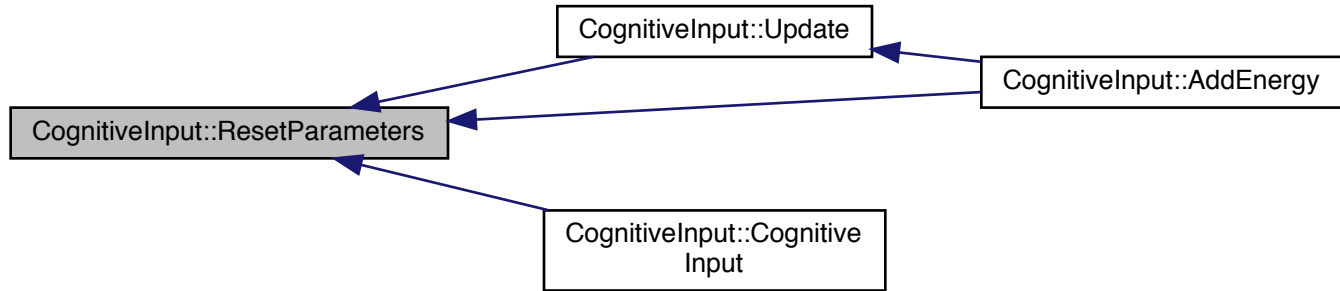 CognitiveInput::Update
CognitiveInput::AddEnergy
CognitiveInput::ResetParameters
CognitiveInput::Cognitive
Input